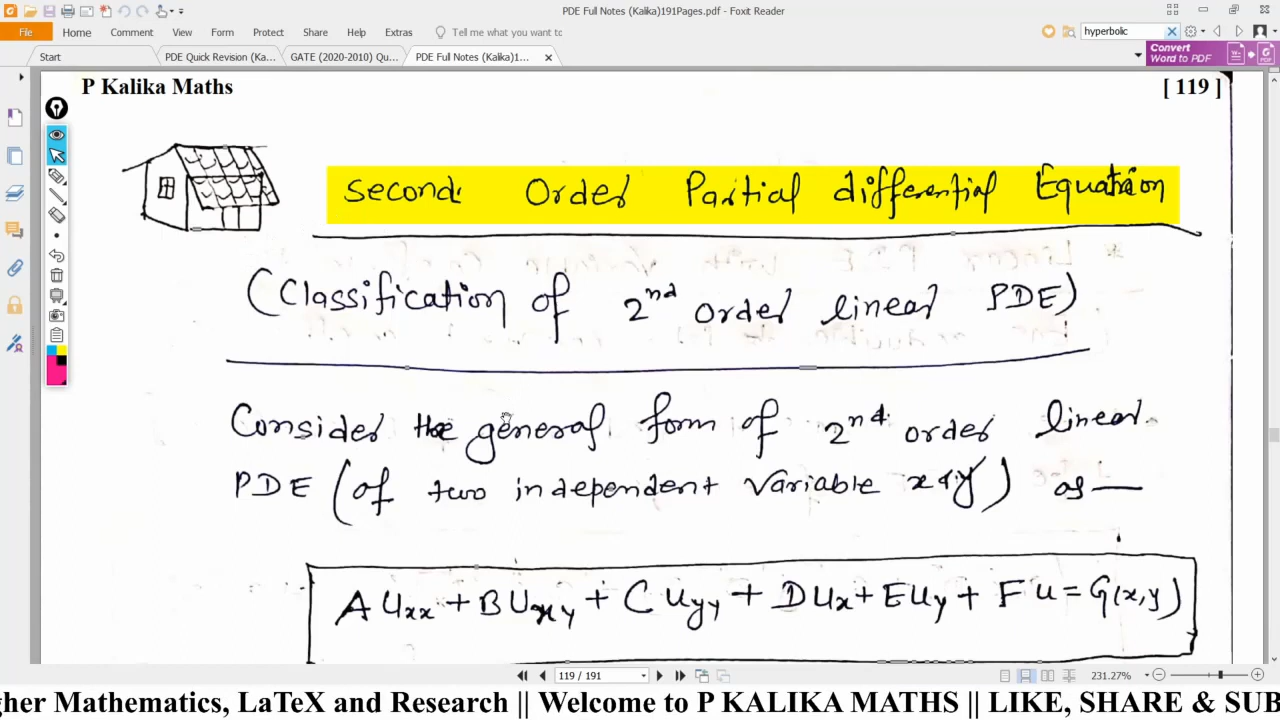 PDE Full Notes (Kalika)191Pages.pdf - Foxit Reader
File Home Comment View Form Protect Share Help Extras Tell me what you want to hyperbolic
Start PDE Quick Revision (Ka... GATE (2020-2010) Qu... PDE Full Notes (Kalika)1...
Convert
Word to PDF
PDF
P Kalika Maths [ 119 ]
Second Order Partial differential Equation
(Classification of 2nd order linear PDE)
Consider the general form of 2nd order linear
PDE (of two independent variable x & y) as —
A Uxx + B Uxy + C Uyy + D Ux + E Uy + F U = G(x,y)
119 / 191 231.27%
gher Mathematics, LaTeX and Research || Welcome to P KALIKA MATHS || LIKE, SHARE & SUB